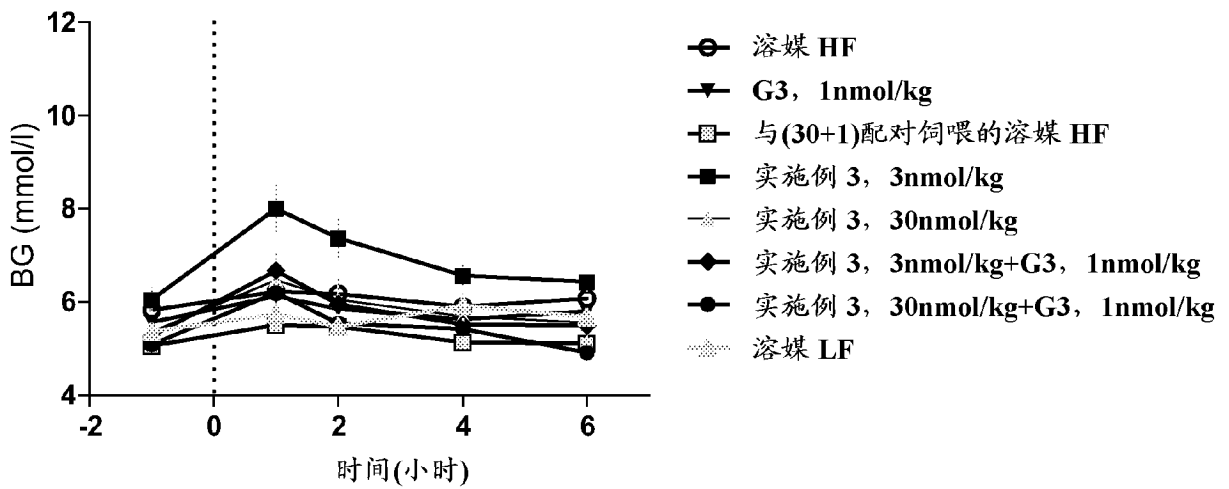 12
10
8
6
4
BG (mmol/l)
-2
0
2
4
6
时间(小时)
溶媒 HF
G3，1nmol/kg
与(30+1)配对饲喂的溶媒 HF
实施例 3，3nmol/kg
实施例 3，30nmol/kg
实施例 3，3nmol/kg+G3，1nmol/kg
实施例 3，30nmol/kg+G3，1nmol/kg
溶媒 LF